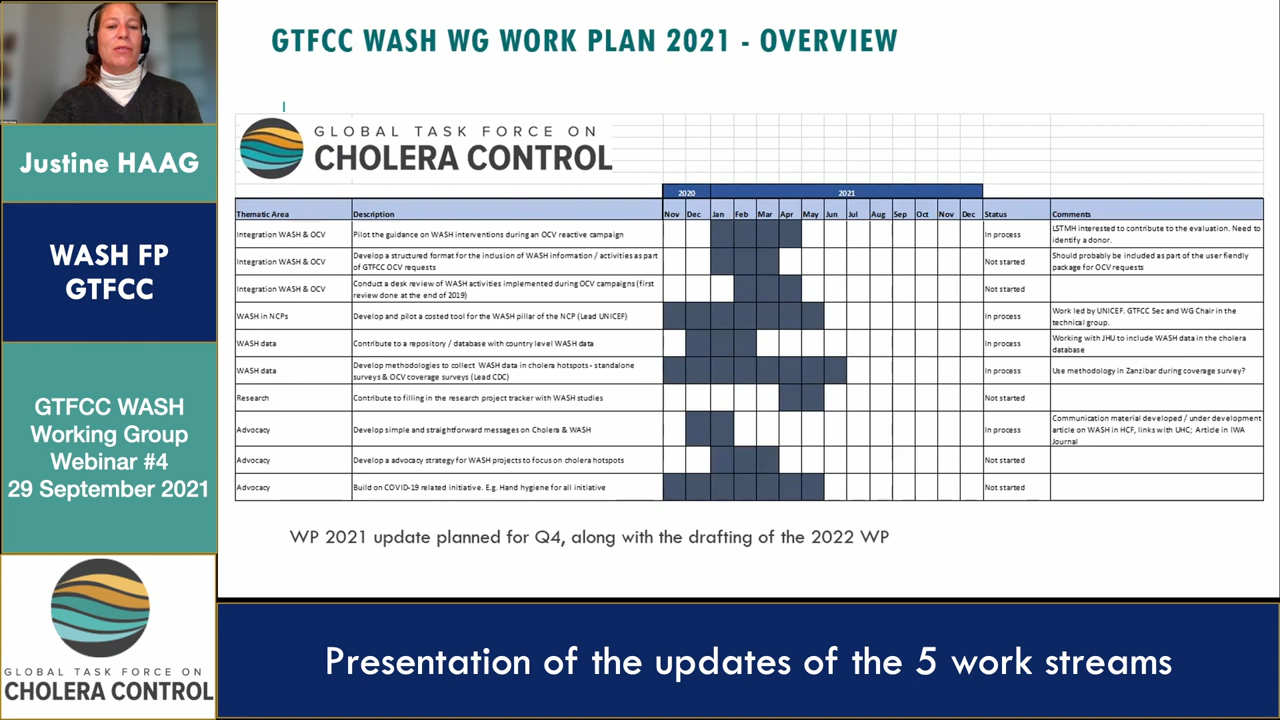 GTFCC WASH WG WORK PLAN 2021 - OVERVIEW
GLOBAL TASK FORCE ON
CHOLERA CONTROL
2020
2021
Thematic Area Description Nov Dec Jan Feb Mar Apr May Jun Jul Aug Sep Oct Nov Dec Status Comments
Integration WASH & OCV Pilot the guidance on WASH interventions during an OCV reactive campaign In process LSTMH interested to contribute to the evaluation. Need to
identify a donor.
Integration WASH & OCV Develop a structured format for the inclusion of WASH information / activities as part
of GTFCC OCV requests Not started Should probably be included as part of the user fiendly
package for OCV requests
Integration WASH & OCV Conduct a desk review of WASH activities implemented during OCV campaigns (first
review done at the end of 2019) Not started
WASH in NCPs Develop and pilot a costed tool for the WASH pillar of the NCP (Lead UNICEF) In process Work led by UNICEF. GTFCC Sec and WG Chair in the
technical group.
WASH data Contribute to a repository / database with country level WASH data In process Working with JHU to include WASH data in the cholera
database
WASH data Develop methodologies to collect WASH data in cholera hotspots - standalone
surveys & OCV coverage surveys (Lead CDC) In process Use methodology in Zanzibar during coverage survey?
Research Contribute to filling in the research project tracker with WASH studies Not started
Advocacy Develop simple and straightforward messages on Cholera & WASH In process Communication material developed / under development
article on WASH in HCF, links with UHC; Article in IWA
Journal
Advocacy Develop a advocacy strategy for WASH projects to focus on cholera hotspots Not started
Advocacy Build on COVID-19 related initiative. E.g. Hand hygiene for all initiative Not started
WP 2021 update planned for Q4, along with the drafting of the 2022 WP
Justine HAAG
WASH FP
GTFCC
GTFCC WASH
Working Group
Webinar #4
29 September 2021
GLOBAL TASK FORCE ON
CHOLERA CONTROL
Presentation of the updates of the 5 work streams